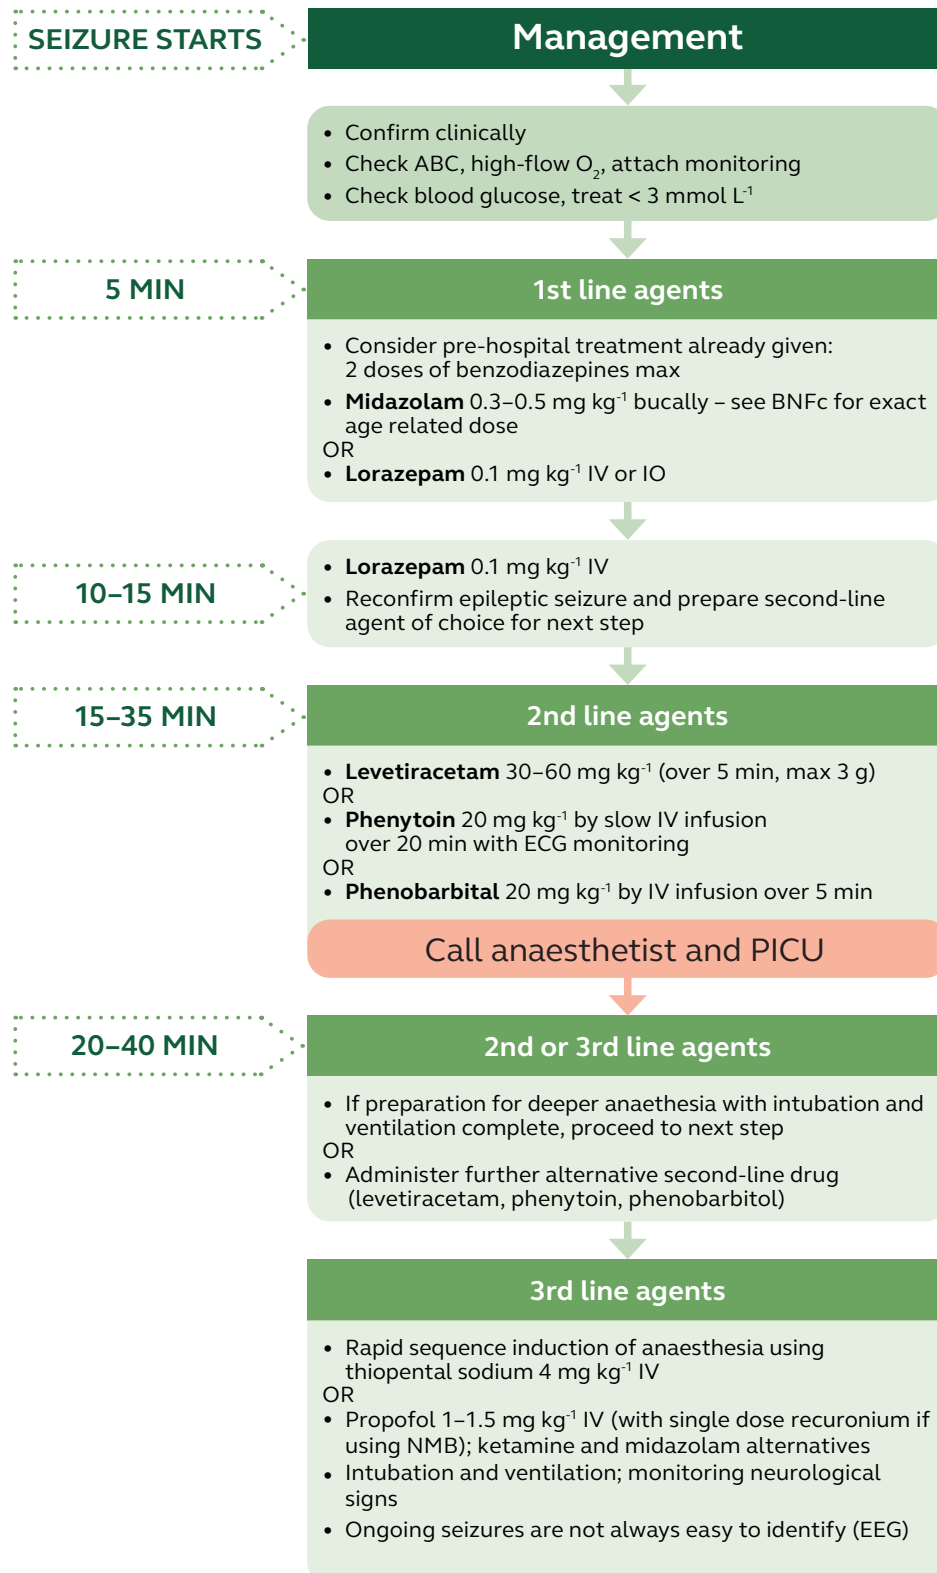 SEIZURE STARTS
Management
• Confirm clinically
• Check ABC, high-flow O₂, attach monitoring
• Check blood glucose, treat < 3 mmol L⁻¹
5 MIN
1st line agents
• Consider pre-hospital treatment already given:
2 doses of benzodiazepines max
• Midazolam 0.3–0.5 mg kg⁻¹ bucally – see BNFc for exact
age related dose
OR
• Lorazepam 0.1 mg kg⁻¹ IV or IO
10–15 MIN
• Lorazepam 0.1 mg kg⁻¹ IV
• Reconfirm epileptic seizure and prepare second-line
agent of choice for next step
15–35 MIN
2nd line agents
• Levetiracetam 30–60 mg kg⁻¹ (over 5 min, max 3 g)
OR
• Phenytoin 20 mg kg⁻¹ by slow IV infusion
over 20 min with ECG monitoring
OR
• Phenobarbital 20 mg kg⁻¹ by IV infusion over 5 min
Call anaesthetist and PICU
20–40 MIN
2nd or 3rd line agents
• If preparation for deeper anaethesia with intubation and
ventilation complete, proceed to next step
OR
• Administer further alternative second-line drug
(levetiracetam, phenytoin, phenobarbitol)
3rd line agents
• Rapid sequence induction of anaesthesia using
thiopental sodium 4 mg kg⁻¹ IV
OR
• Propofol 1–1.5 mg kg⁻¹ IV (with single dose recuronium if
using NMB); ketamine and midazolam alternatives
• Intubation and ventilation; monitoring neurological
signs
• Ongoing seizures are not always easy to identify (EEG)